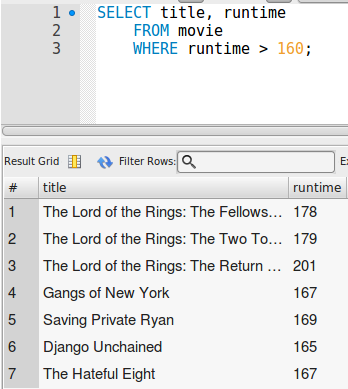 1 SELECT title, runtime
2 FROM movie
3 WHERE runtime > 160;
Result Grid Filter Rows:
# title runtime
1 The Lord of the Rings: The Fellows... 178
2 The Lord of the Rings: The Two To... 179
3 The Lord of the Rings: The Return ... 201
4 Gangs of New York 167
5 Saving Private Ryan 169
6 Django Unchained 165
7 The Hateful Eight 167